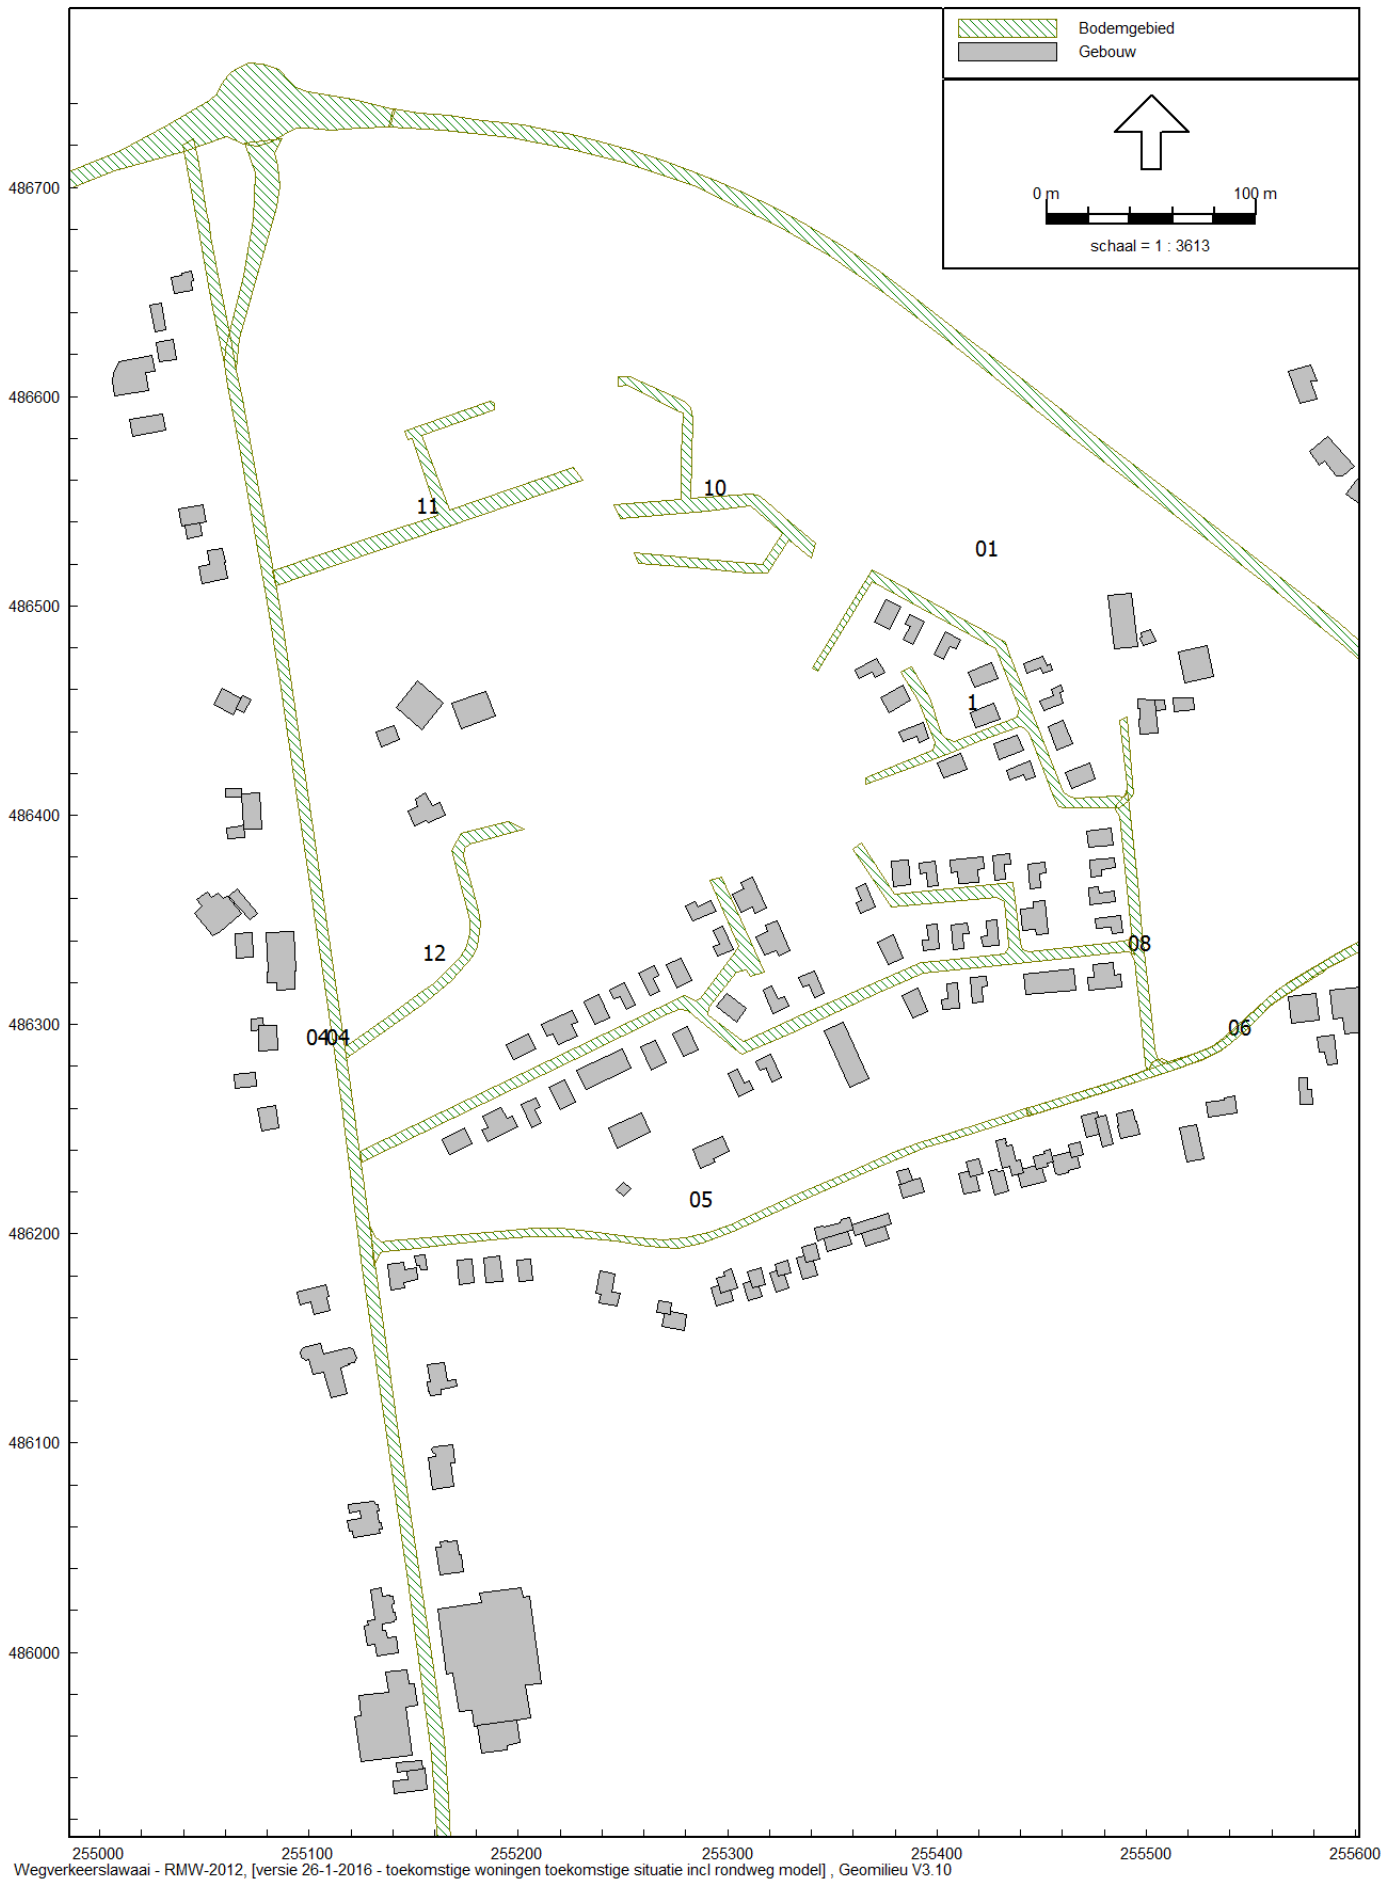 Bodemgebied
Gebouw
0 m 100 m
schaal = 1 : 3613
486700
486600
10
11
01
486500
1
486400
12
08
486300
0404
06
05
486200
486100
486000
255000 255100 255200 255300 255400 255500 255600
Wegverkeerslawaai - RMW-2012, [versie 26-1-2016 - toekomstige woningen toekomstige situatie incl rondweg model] , Geomilieu V3.10